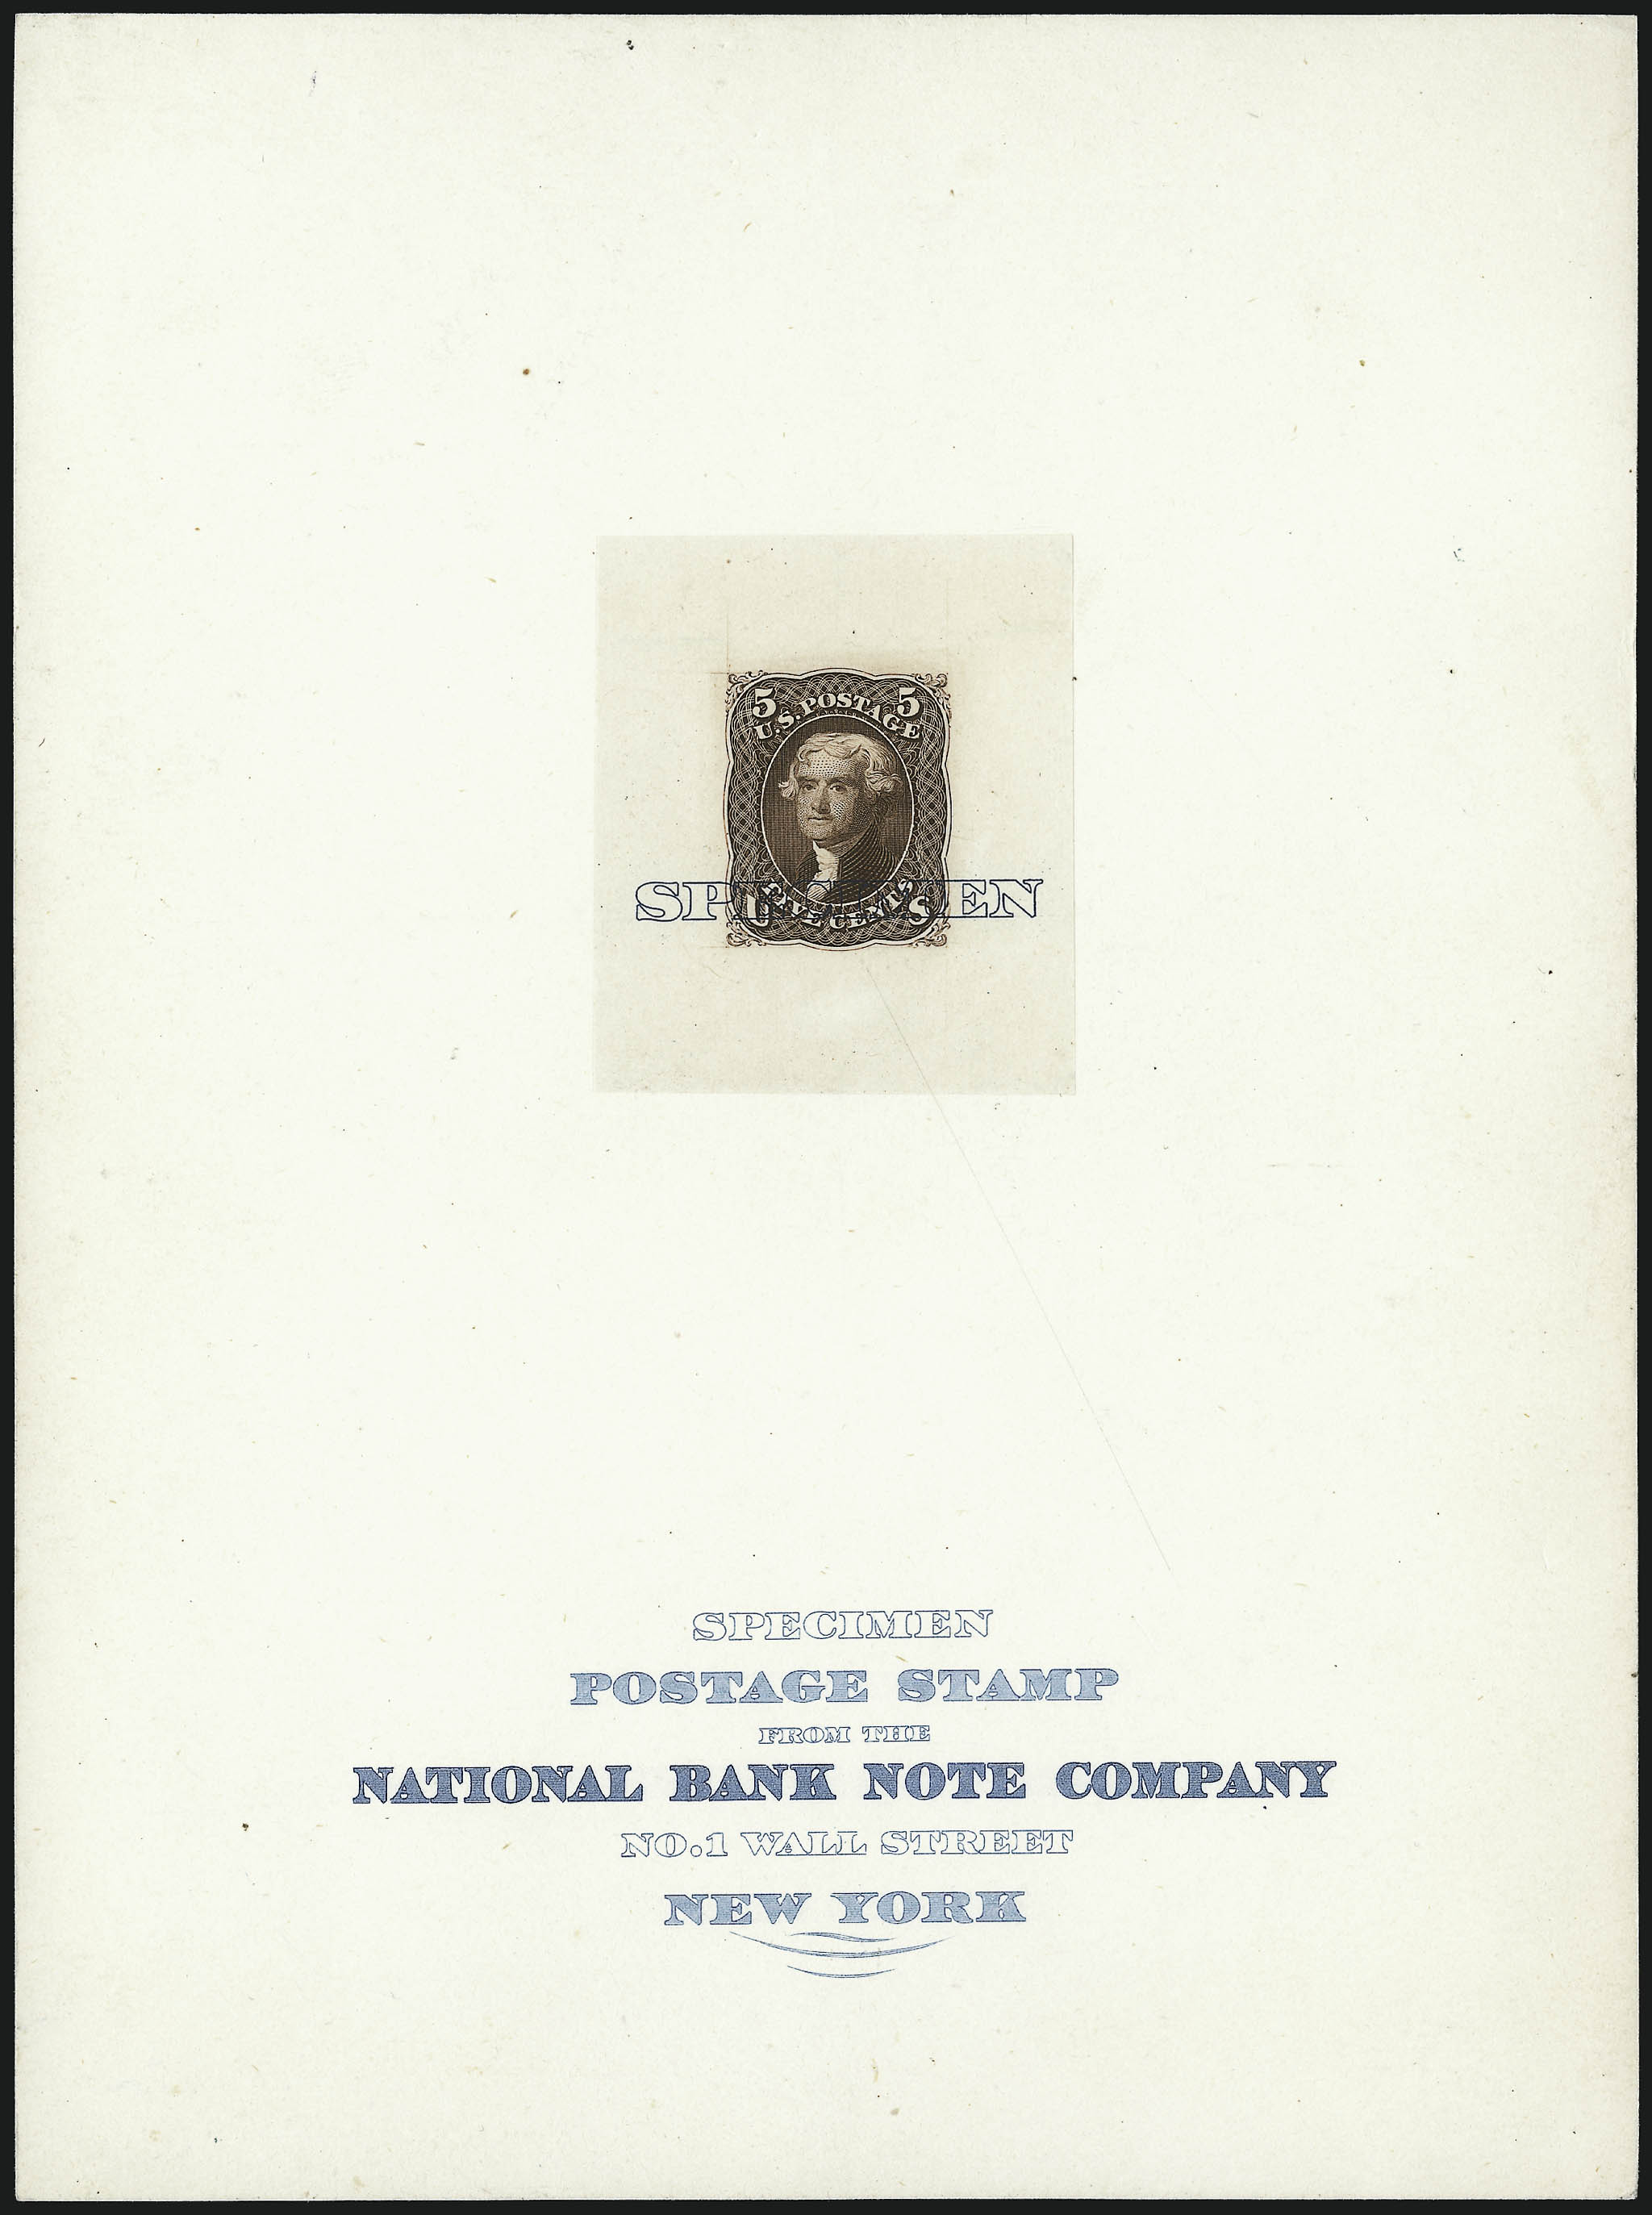 5 5
U.S. POSTAGE
SPECIMEN
FIVE CENTS
U S
SPECIMEN
POSTAGE STAMP
FROM THE
NATIONAL BANK NOTE COMPANY
NO. 1 WALL STREET
NEW YORK